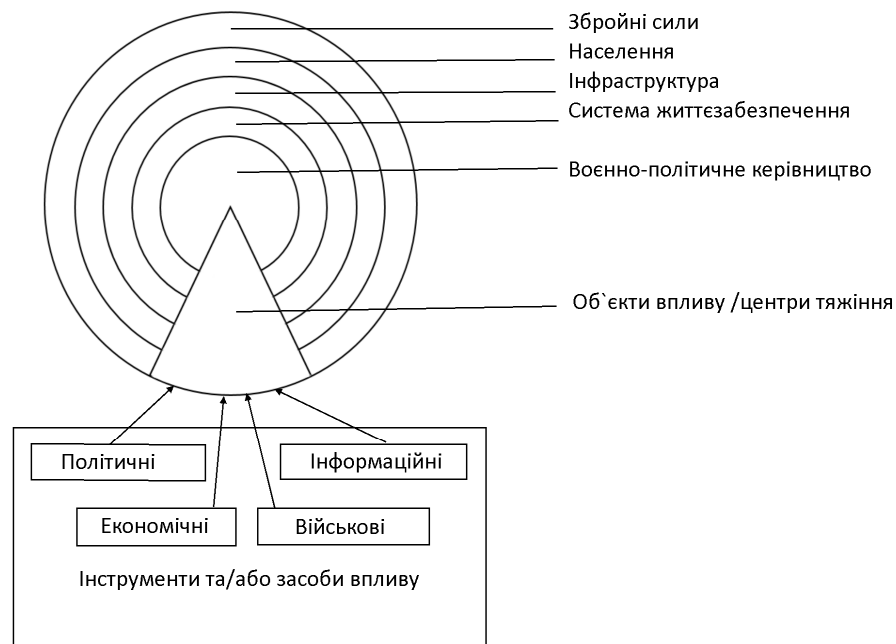 Збройні сили
Населення
Інфраструктура
Система життєзабезпечення
Воєнно-політичне керівництво
Об`єкти впливу /центри тяжіння
Політичні
Інформаційні
Економічні
Військові
Інструменти та/або засоби впливу